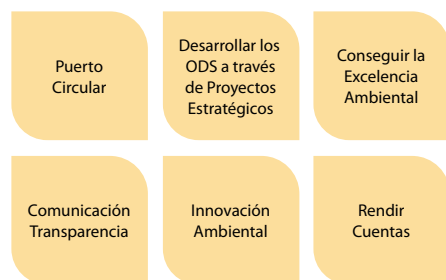 Puerto
Circular
Desarrollar los
ODS a través
de Proyectos
Estratégicos
Conseguir la
Excelencia
Ambiental
Comunicación
Transparencia
Innovación
Ambiental
Rendir
Cuentas